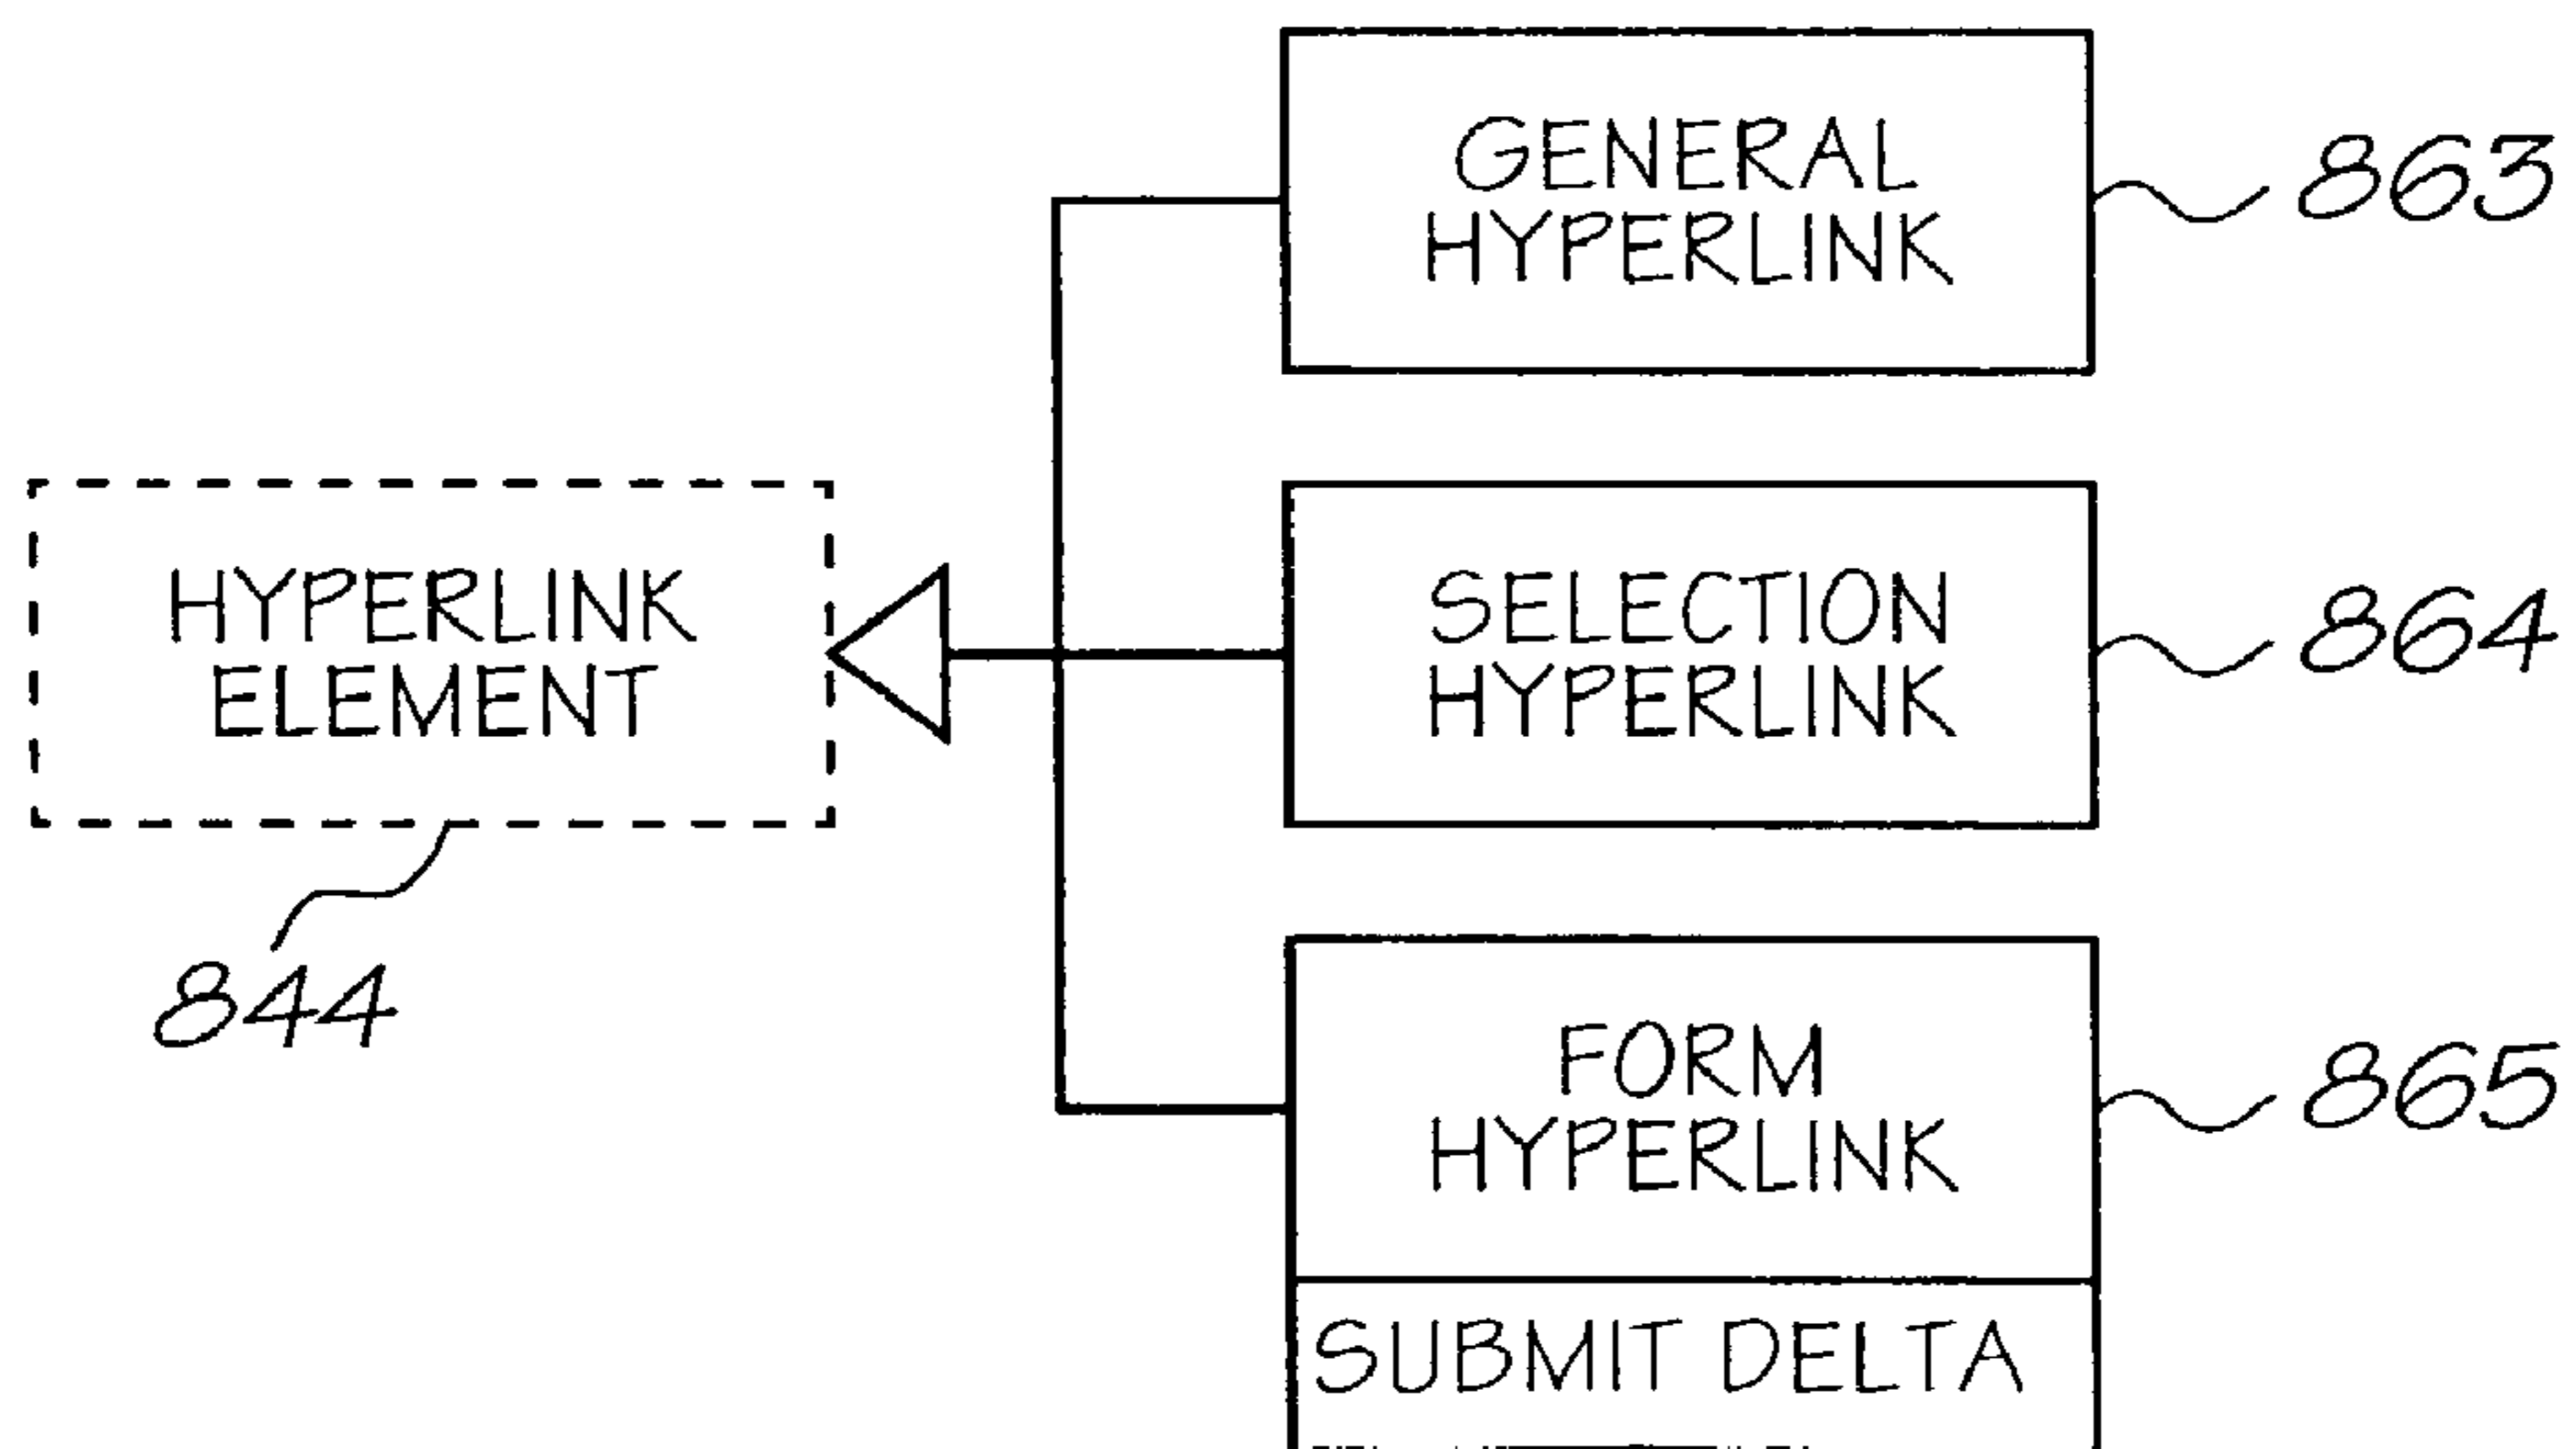 GENERAL
HYPERLINK
863
HYPERLINK
ELEMENT
844
SELECTION
HYPERLINK
864
FORM
HYPERLINK
865
SUBMIT DELTA